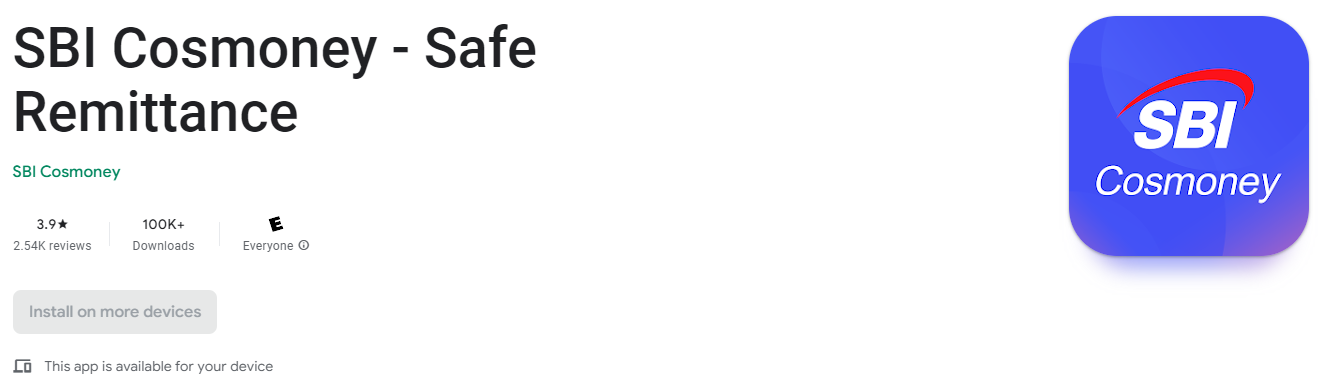 SBI Cosmoney - Safe
Remittance
SBI Cosmoney
3.9★
2.54K reviews
100K+
Downloads
E
Everyone
Install on more devices
This app is available for your device
SBI
Cosmoney